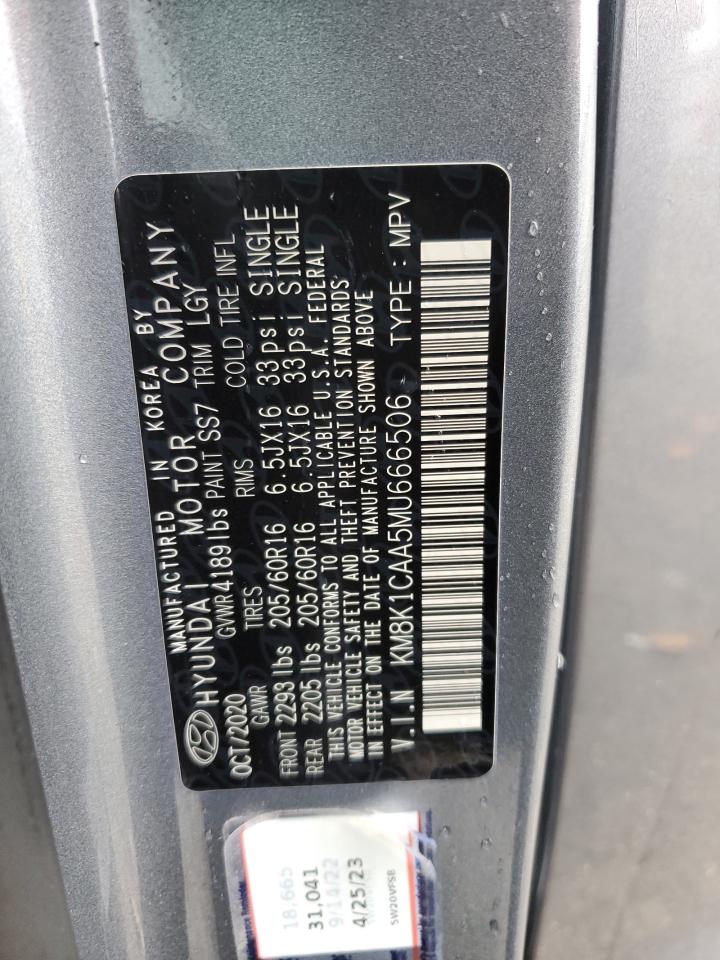 MANUFACTURED IN KOREA BY
HYUNDAI MOTOR COMPANY
OCT/2020 GVWR 4189 lbs PAINT SS7 TRIM LGY
GAWR TIRES RIMS COLD TIRE INFL
FRONT 2293 lbs 205/60R16 6.5JX16 33psi SINGLE
REAR 2205 lbs 205/60R16 6.5JX16 33psi SINGLE
THIS VEHICLE CONFORMS TO ALL APPLICABLE U.S.A. FEDERAL
MOTOR VEHICLE SAFETY AND THEFT PREVENTION STANDARDS
IN EFFECT ON THE DATE OF MANUFACTURE SHOWN ABOVE
V.I.N KM8K1CAA5MU666506 TYPE : MPV
18,665
31,041
9/14/22
4/25/23
5W20VFSB